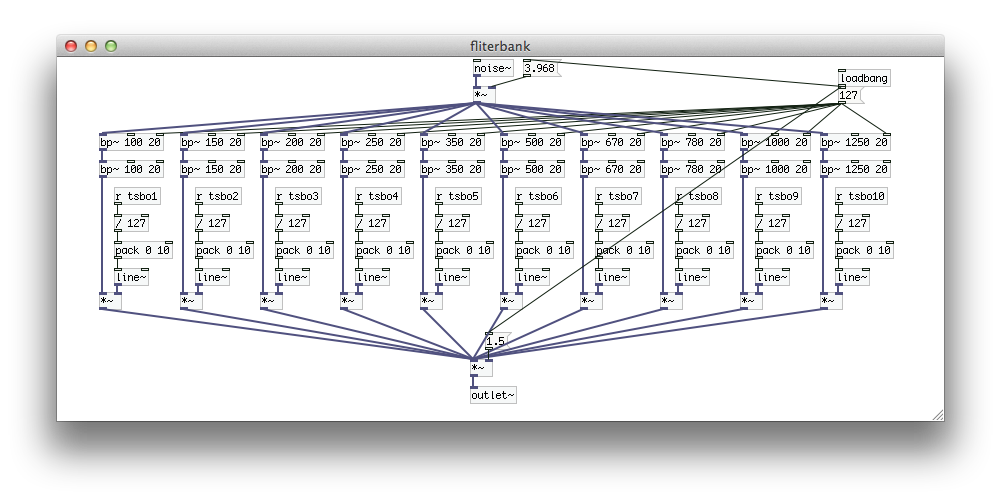 fliterbank
noise~ 3.968
loadbang
*~ 127
bp~ 100 20 bp~ 150 20 bp~ 200 20 bp~ 250 20 bp~ 350 20 bp~ 500 20 bp~ 670 20 bp~ 780 20 bp~ 1000 20 bp~ 1250 20
bp~ 100 20 bp~ 150 20 bp~ 200 20 bp~ 250 20 bp~ 350 20 bp~ 500 20 bp~ 670 20 bp~ 780 20 bp~ 1000 20 bp~ 1250 20
r tsbo1 r tsbo2 r tsbo3 r tsbo4 r tsbo5 r tsbo6 r tsbo7 r tsbo8 r tsbo9 r tsbo10
/ 127 / 127 / 127 / 127 / 127 / 127 / 127 / 127 / 127 / 127
pack 0 10 pack 0 10 pack 0 10 pack 0 10 pack 0 10 pack 0 10 pack 0 10 pack 0 10 pack 0 10 pack 0 10
line~ line~ line~ line~ line~ line~ line~ line~ line~ line~
*~ *~ *~ *~ *~ *~ *~ *~ *~ *~
1.5
*~
outlet~